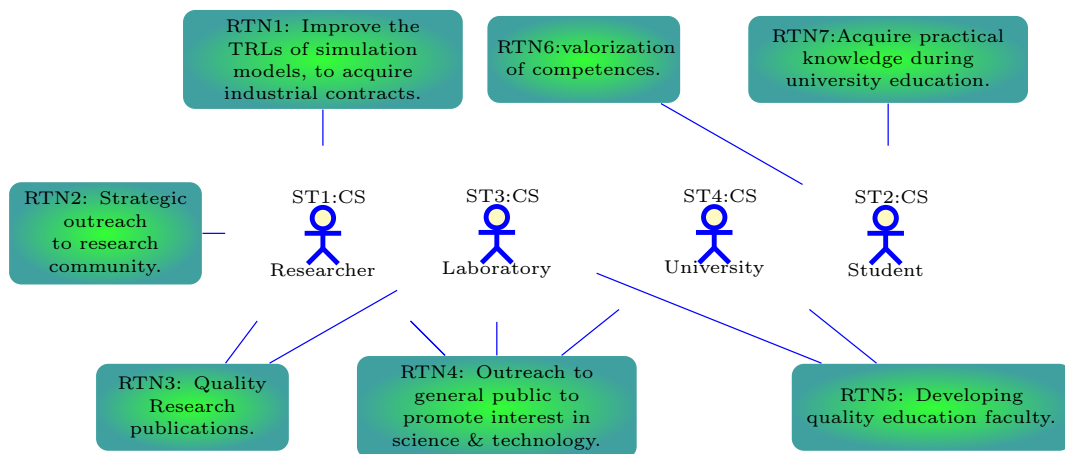 RTN1: Improve the
TRLs of simulation
models, to acquire
industrial contracts.
RTN6:valorization
of competences.
RTN7:Acquire practical
knowledge during
university education.
RTN2: Strategic
outreach
to research
community.
ST1:CS
Researcher
ST3:CS
Laboratory
ST4:CS
University
ST2:CS
Student
RTN3: Quality
Research
publications.
RTN4: Outreach to
general public to
promote interest in
science & technology.
RTN5: Developing
quality education faculty.